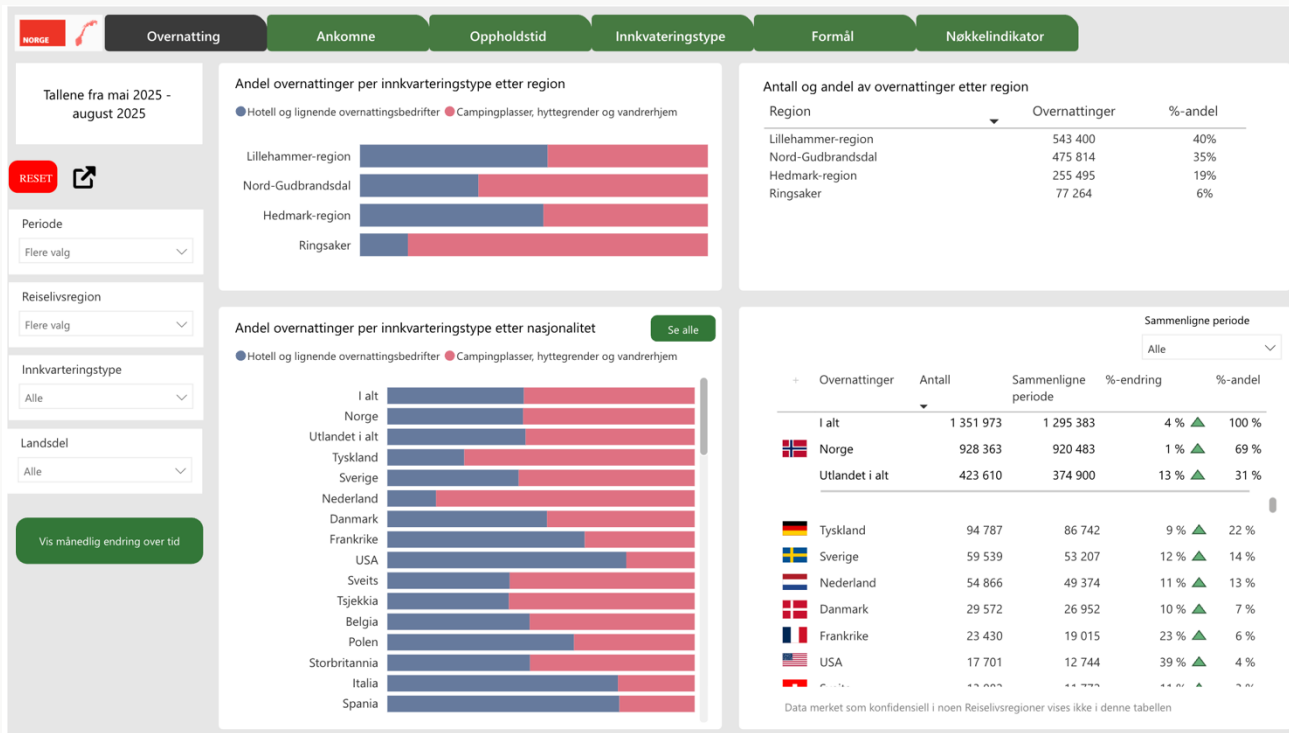 NORGE
Overnatting
Ankomne
Oppholdstid
Innkvateringstype
Formål
Nøkkelindikator
Tallene fra mai 2025 -
august 2025
RESET
Periode
Flere valg
Reiselivsregion
Flere valg
Innkvarteringstype
Alle
Landsdel
Alle
Vis månedlig endring over tid
Andel overnattinger per innkvarteringstype etter region
Hotell og lignende overnattingsbedrifter Campingplasser, hyttegrender og vandrerhjem
Lillehammer-region
Nord-Gudbrandsdal
Hedmark-region
Ringsaker
Antall og andel av overnattinger etter region
Region Overnattinger %-andel
Lillehammer-region 543 400 40%
Nord-Gudbrandsdal 475 814 35%
Hedmark-region 255 495 19%
Ringsaker 77 264 6%
Andel overnattinger per innkvarteringstype etter nasjonalitet
Se alle
Hotell og lignende overnattingsbedrifter Campingplasser, hyttegrender og vandrerhjem
I alt
Norge
Utlandet i alt
Tyskland
Sverige
Nederland
Danmark
Frankrike
USA
Sveits
Tsjekkia
Belgia
Polen
Storbritannia
Italia
Spania
Sammenligne periode
Alle
+ Overnattinger Antall Sammenligne %-endring %-andel
periode
I alt 1 351 973 1 295 383 4 % 100 %
Norge 928 363 920 483 1 % 69 %
Utlandet i alt 423 610 374 900 13 % 31 %
Tyskland 94 787 86 742 9 % 22 %
Sverige 59 539 53 207 12 % 14 %
Nederland 54 866 49 374 11 % 13 %
Danmark 29 572 26 952 10 % 7 %
Frankrike 23 430 19 015 23 % 6 %
USA 17 701 12 744 39 % 4 %
Data merket som konfidensiell i noen Reiselivsregioner vises ikke i denne tabellen